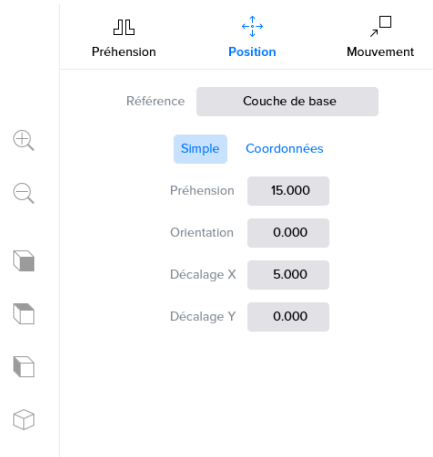 Préhension Position Mouvement
Référence Couche de base
Simple Coordonnées
Préhension 15.000
Orientation 0.000
Décalage X 5.000
Décalage Y 0.000